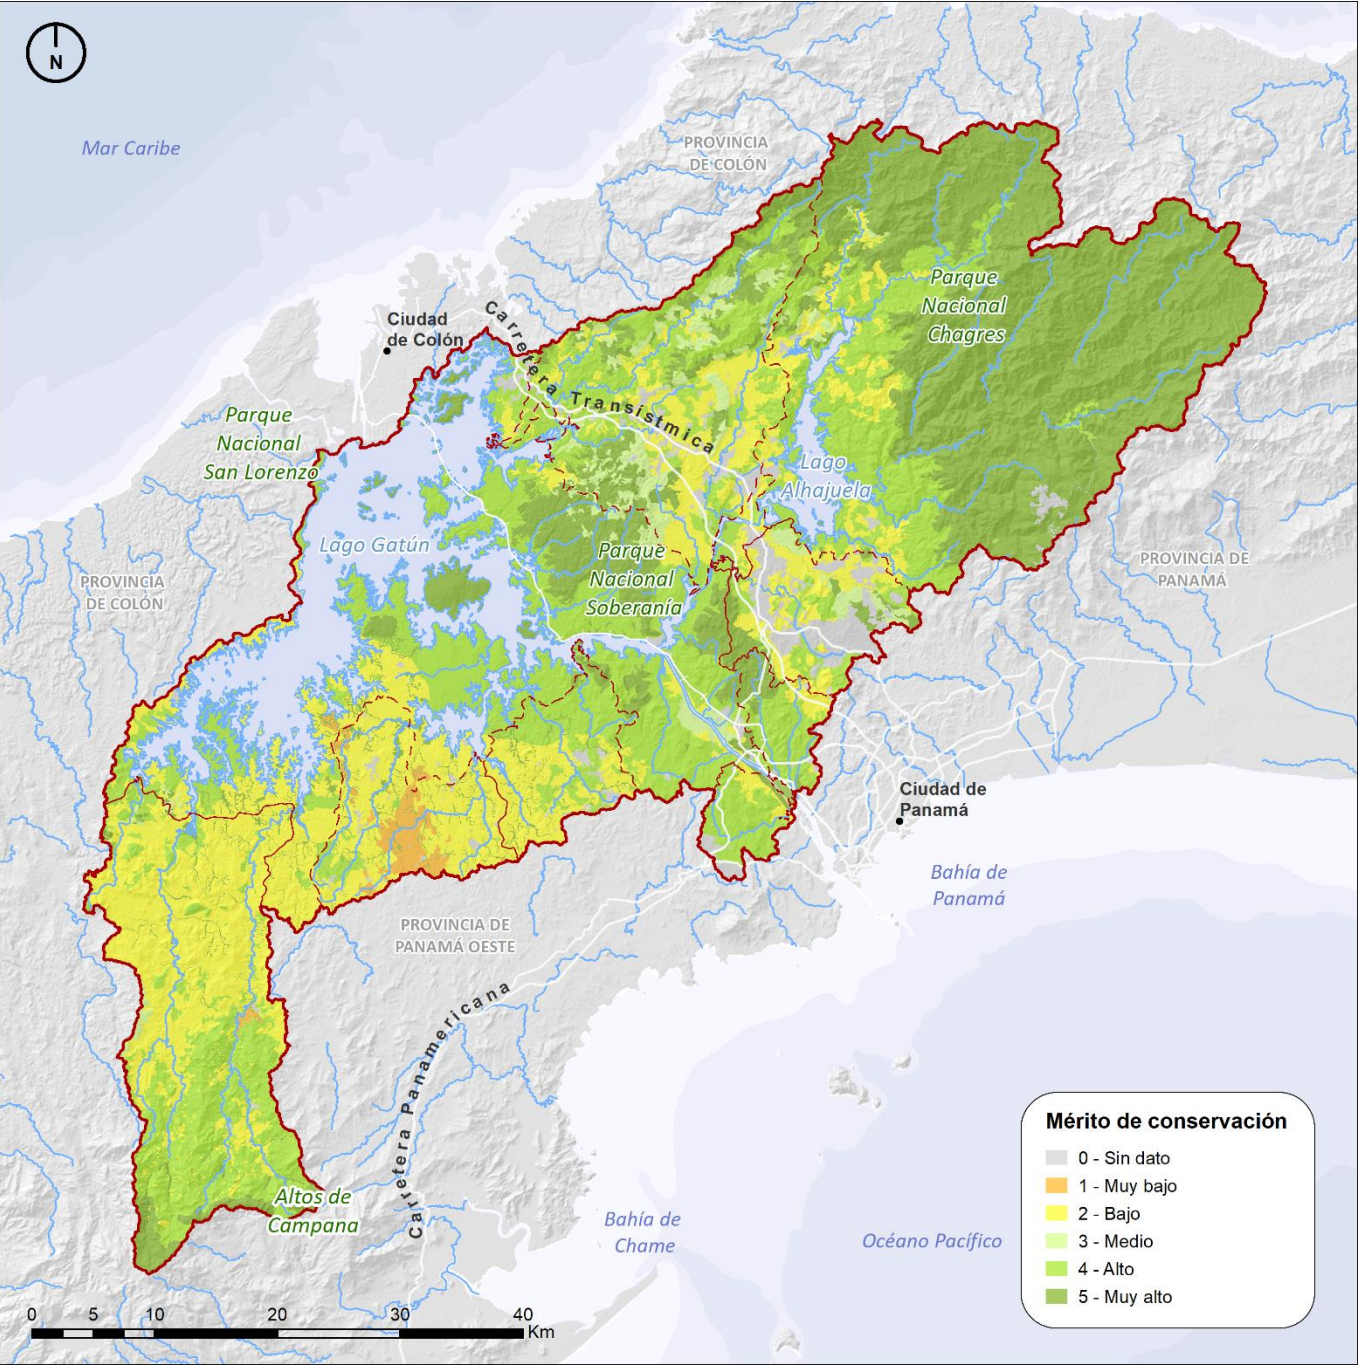 N
Mar Caribe
PROVINCIA
DE COLÓN
Parque
Nacional
Chagres
Ciudad
de Colón
Carretera Transístmica
Parque
Nacional
San Lorenzo
Lago
Alhajuela
Lago Gatún
Parque
Nacional
Soberanía
PROVINCIA
DE COLÓN
PROVINCIA DE
PANAMÁ
Ciudad de
Panamá
Bahía de
Panamá
PROVINCIA DE
PANAMÁ OESTE
Carretera Panamericana
Altos de
Campana
Bahía de
Chame
Océano Pacífico
Mérito de conservación
0 - Sin dato
1 - Muy bajo
2 - Bajo
3 - Medio
4 - Alto
5 - Muy alto
0 5 10 20 30 40
Km